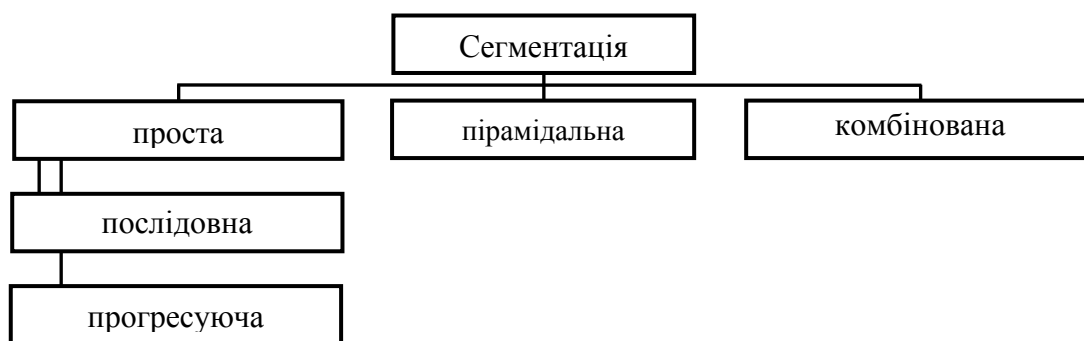 Сегментація
проста
пірамідальна
комбінована
послідовна
прогресуюча